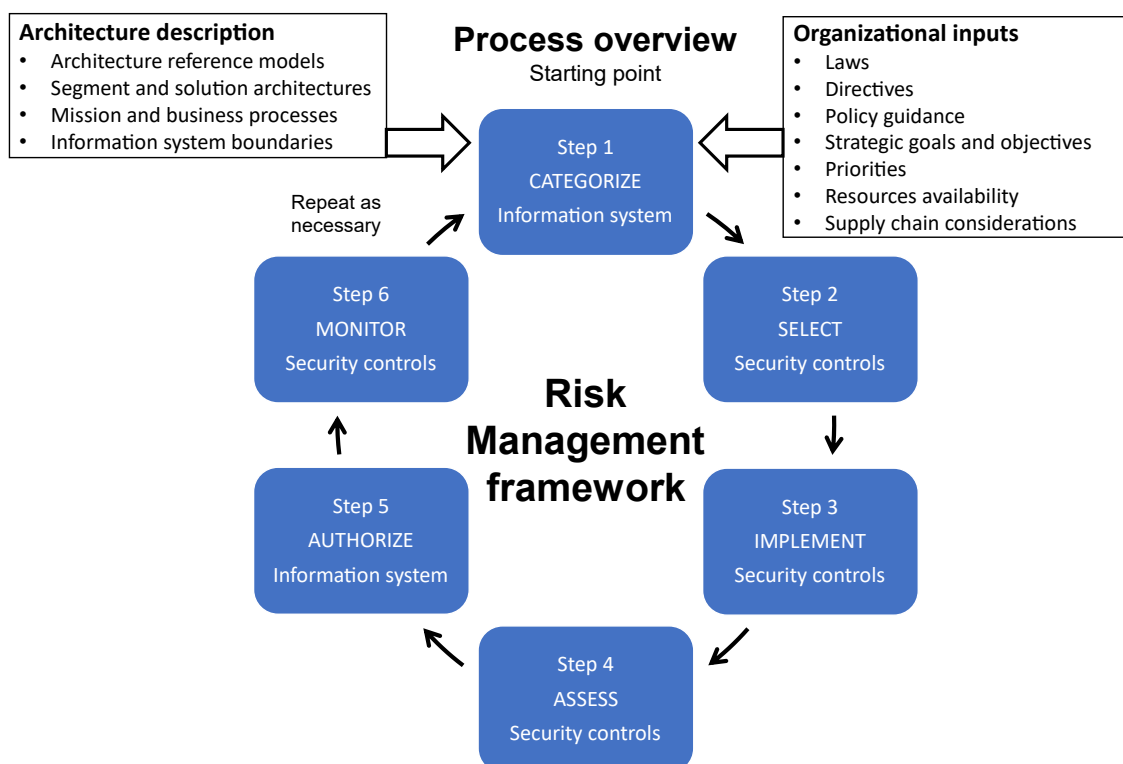 Architecture description
• Architecture reference models
• Segment and solution architectures
• Mission and business processes
• Information system boundaries
Process overview
Starting point
Organizational inputs
• Laws
• Directives
• Policy guidance
• Strategic goals and objectives
• Priorities
• Resources availability
• Supply chain considerations
Step 1
CATEGORIZE
Information system
Repeat as
necessary
Step 6
MONITOR
Security controls
Step 2
SELECT
Security controls
Risk
Management
framework
Step 5
AUTHORIZE
Information system
Step 3
IMPLEMENT
Security controls
Step 4
ASSESS
Security controls